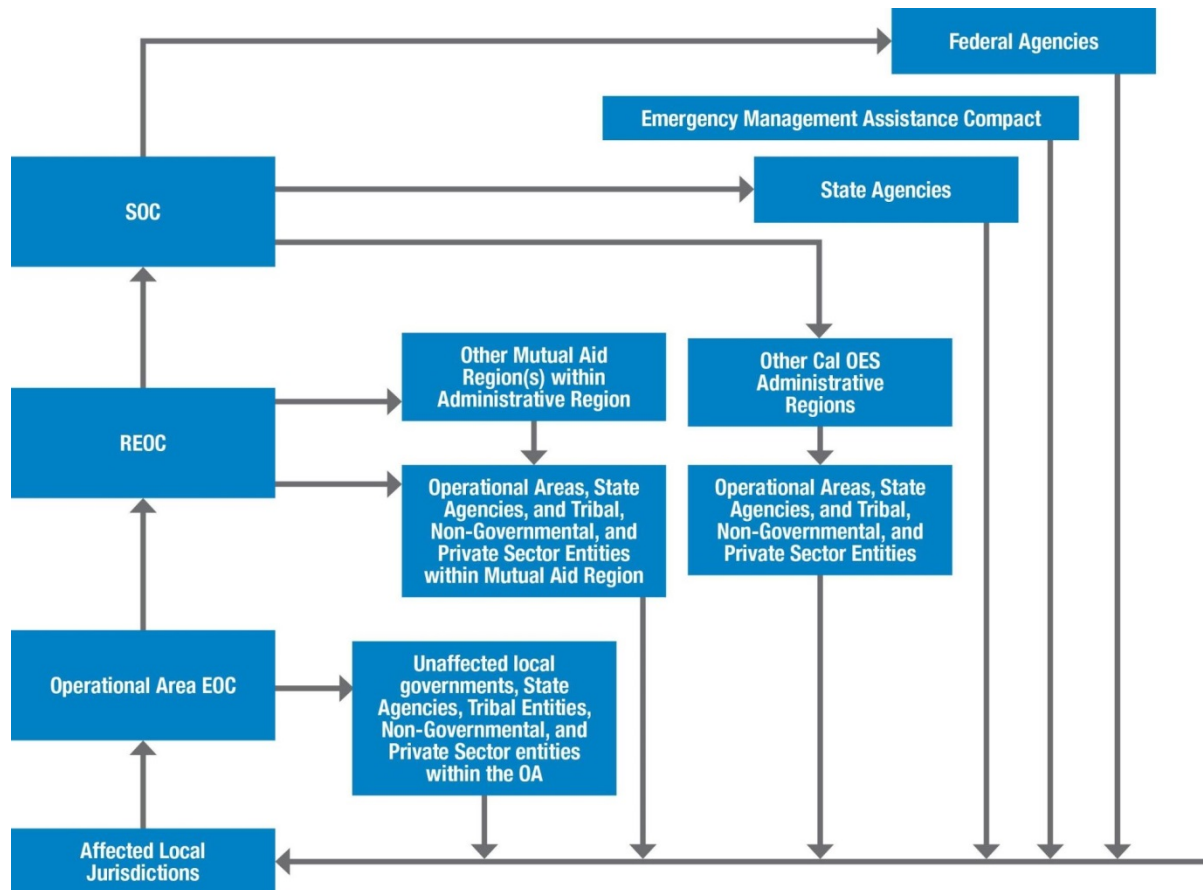 Federal Agencies
Emergency Management Assistance Compact
SOC
State Agencies
Other Mutual Aid
Region(s) within
Administrative Region
Other Cal OES
Administrative
Regions
REOC
Operational Areas, State
Agencies, and Tribal,
Non-Governmental, and
Private Sector Entities
within Mutual Aid Region
Operational Areas, State
Agencies, and Tribal,
Non-Governmental, and
Private Sector Entities
Operational Area EOC
Unaffected local
governments, State
Agencies, Tribal Entities,
Non-Governmental, and
Private Sector entities
within the OA
Affected Local
Jurisdictions